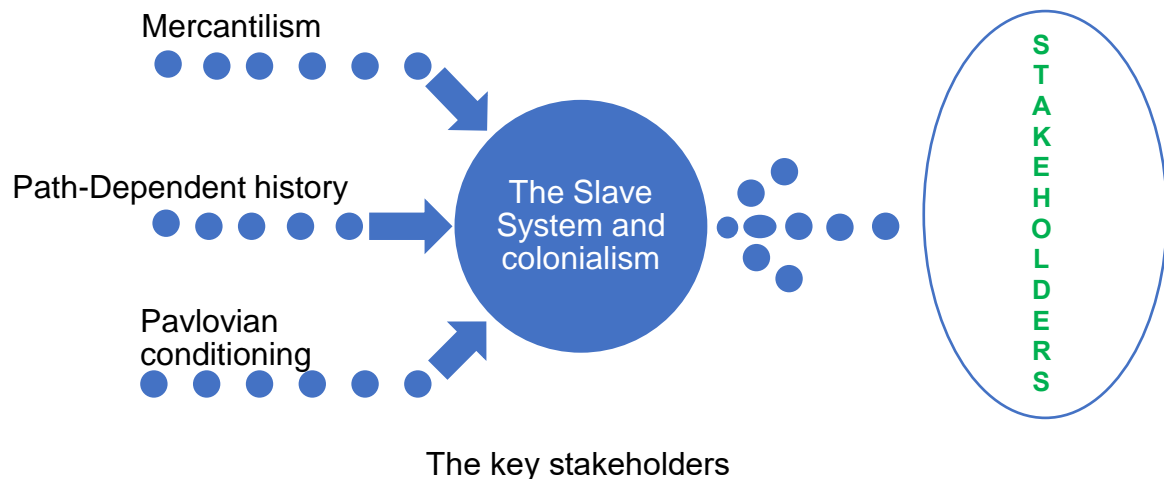 Mercantilism
Path-Dependent history
Pavlovian
conditioning
The Slave
System and
colonialism
S
T
A
K
E
H
O
L
D
E
R
S
The key stakeholders